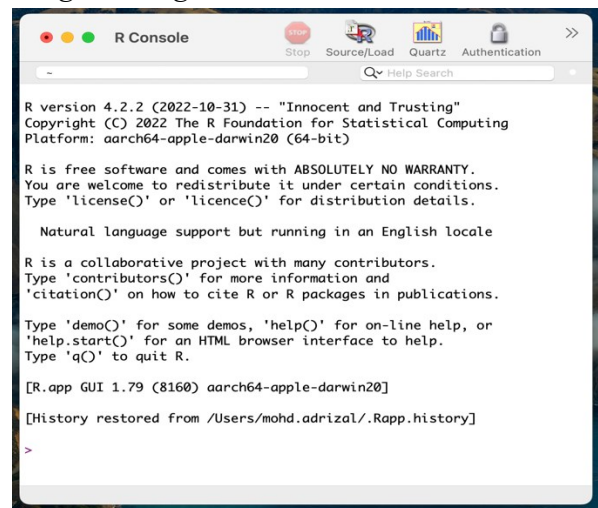 R Console
STOP
Stop Source/Load Quartz Authentication
~
Help Search
R version 4.2.2 (2022-10-31) -- "Innocent and Trusting"
Copyright (C) 2022 The R Foundation for Statistical Computing
Platform: aarch64-apple-darwin20 (64-bit)
R is free software and comes with ABSOLUTELY NO WARRANTY.
You are welcome to redistribute it under certain conditions.
Type 'license()' or 'licence()' for distribution details.
Natural language support but running in an English locale
R is a collaborative project with many contributors.
Type 'contributors()' for more information and
'citation()' on how to cite R or R packages in publications.
Type 'demo()' for some demos, 'help()' for on-line help, or
'help.start()' for an HTML browser interface to help.
Type 'q()' to quit R.
[R.app GUI 1.79 (8160) aarch64-apple-darwin20]
[History restored from /Users/mohd.adrizal/.Rapp.history]
>